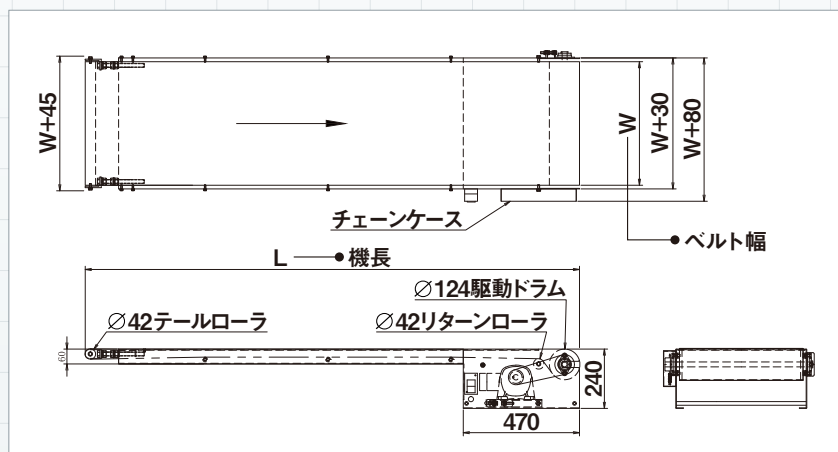 W+45
W
W+30
W+80
チェーンケース
ベルト幅
L
機長
∅124駆動ドラム
∅42テールローラ
∅42リターンローラ
60
240
470